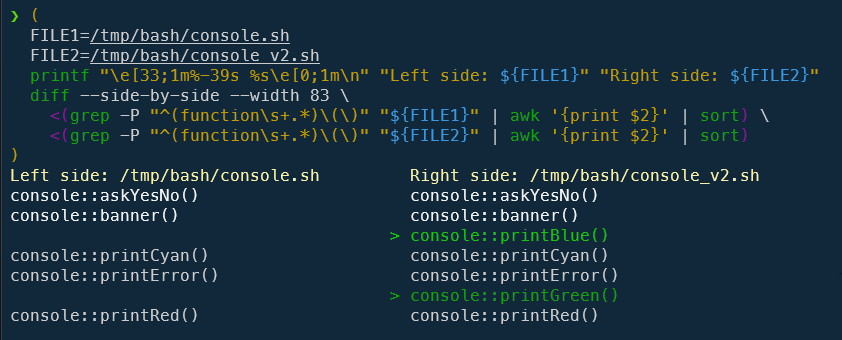 ❯ (
  FILE1=/tmp/bash/console.sh
  FILE2=/tmp/bash/console_v2.sh
  printf "\e[33;1m%-39s %s\e[0;1m\n" "Left side: ${FILE1}" "Right side: ${FILE2}"
  diff --side-by-side --width 83 \
    <(grep -P "^(function\s+.*)\(\)" "${FILE1}" | awk '{print $2}' | sort) \
    <(grep -P "^(function\s+.*)\(\)" "${FILE2}" | awk '{print $2}' | sort)
)
Left side: /tmp/bash/console.sh         Right side: /tmp/bash/console_v2.sh
console::askYesNo()                     console::askYesNo()
console::banner()                       console::banner()
                                      > console::printBlue()
console::printCyan()                    console::printCyan()
console::printError()                   console::printError()
                                      > console::printGreen()
console::printRed()                     console::printRed()